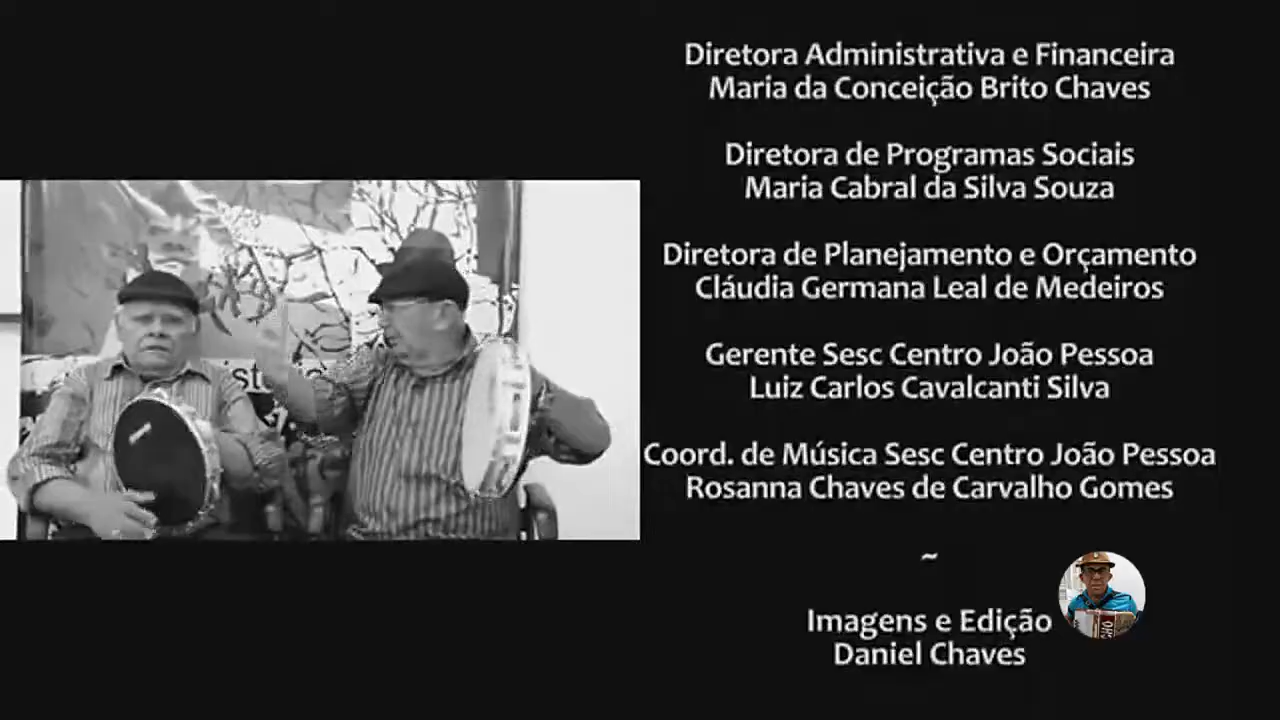 Diretora Administrativa e Financeira
Maria da Conceição Brito Chaves
Diretora de Programas Sociais
Maria Cabral da Silva Souza
Diretora de Planejamento e Orçamento
Cláudia Germana Leal de Medeiros
Gerente Sesc Centro João Pessoa
Luiz Carlos Cavalcanti Silva
Coord. de Música Sesc Centro João Pessoa
Rosanna Chaves de Carvalho Gomes
~
Imagens e Edição
Daniel Chaves